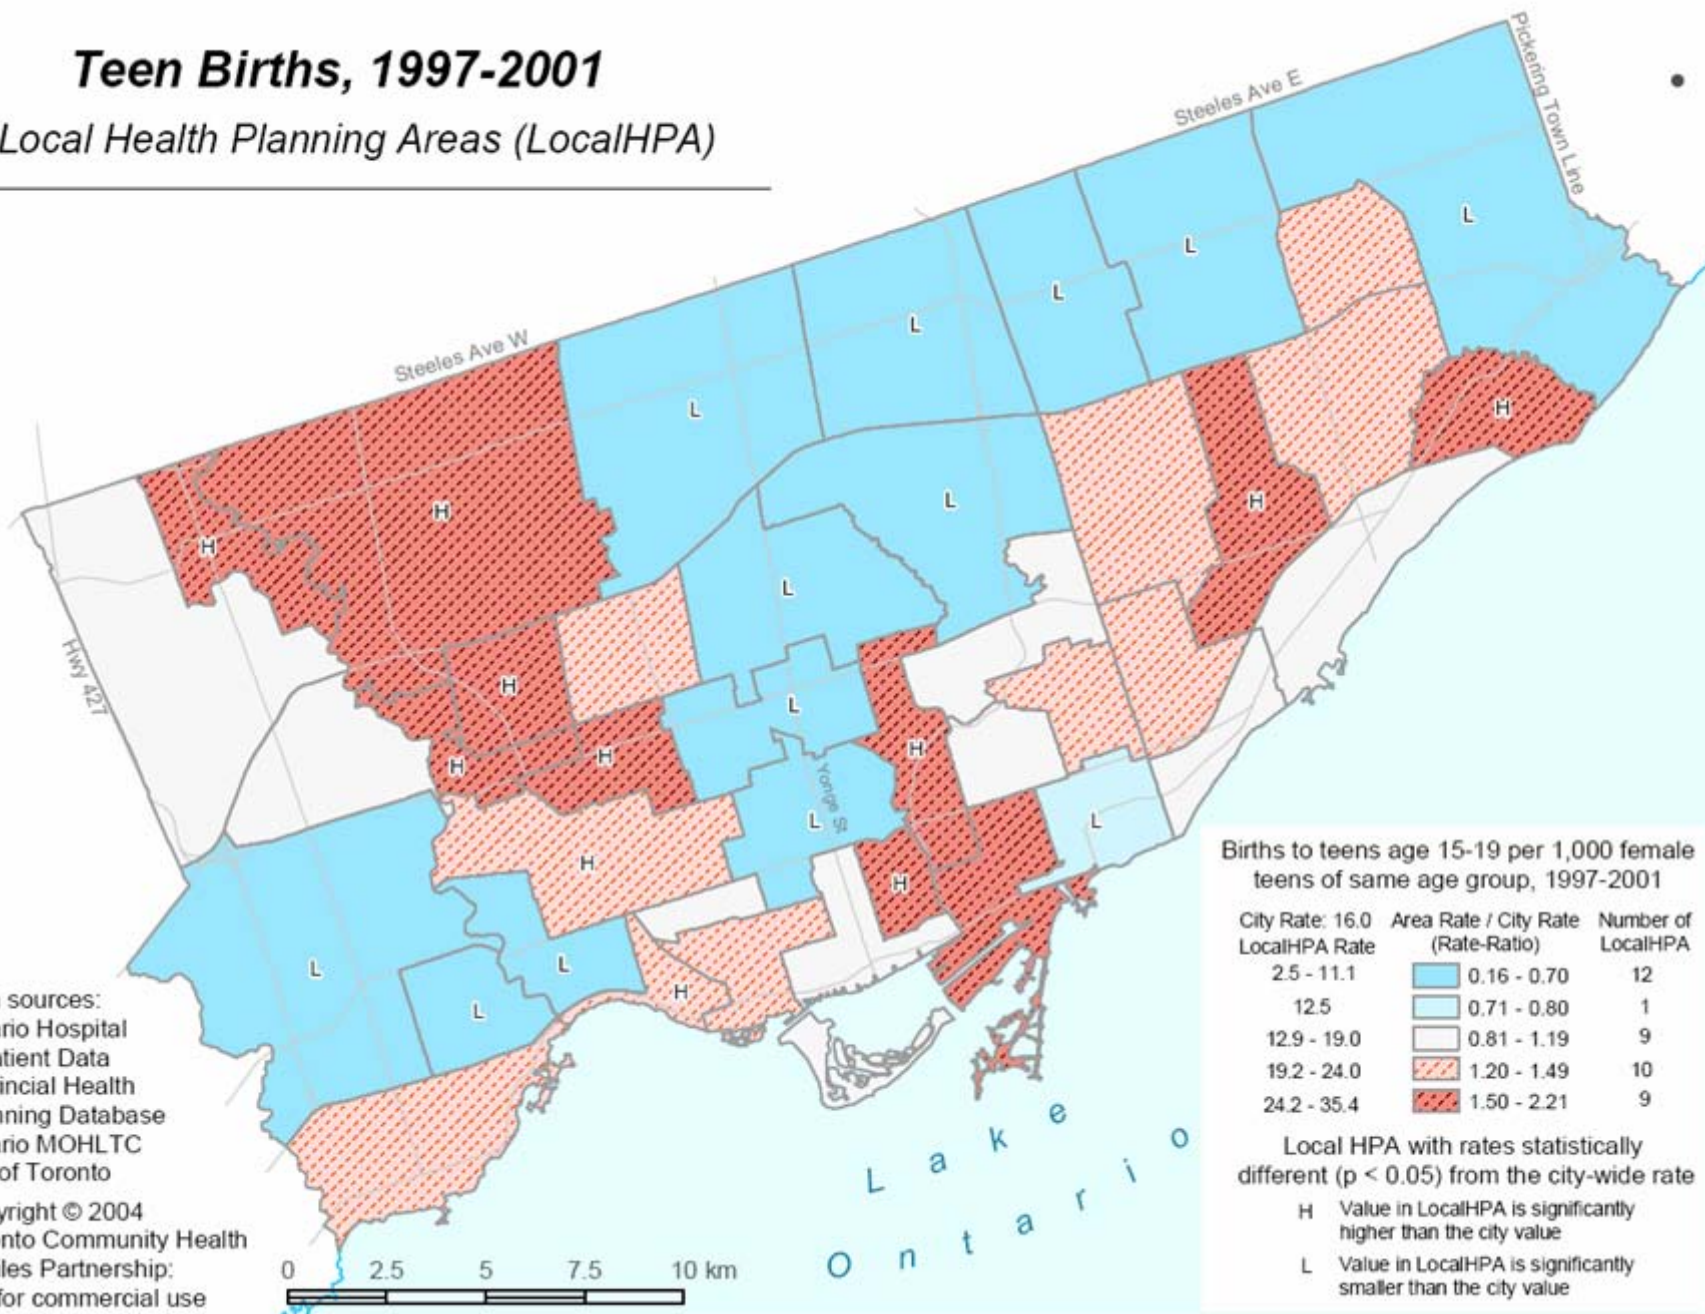 Teen Births, 1997-2001
Local Health Planning Areas (LocalHPA)
Steeles Ave E
Pickering Town Line
Steeles Ave W
Hwy 427
Yonge St
L
L
L
L
L
L
H
H
L
H
H
L
H
L
H
H
H
L
L
H
H
L
L
L
H
L
Lake
Ontario
sources:
ario Hospital
atient Data
incial Health
nning Database
ario MOHLTC
of Toronto
yright © 2004
onto Community Health
iles Partnership:
for commercial use
0 2.5 5 7.5 10 km
Births to teens age 15-19 per 1,000 female
teens of same age group, 1997-2001
City Rate: 16.0 Area Rate / City Rate Number of
LocalHPA Rate (Rate-Ratio) LocalHPA
2.5 - 11.1 0.16 - 0.70 12
12.5 0.71 - 0.80 1
12.9 - 19.0 0.81 - 1.19 9
19.2 - 24.0 1.20 - 1.49 10
24.2 - 35.4 1.50 - 2.21 9
Local HPA with rates statistically
different (p < 0.05) from the city-wide rate
H Value in LocalHPA is significantly
higher than the city value
L Value in LocalHPA is significantly
smaller than the city value